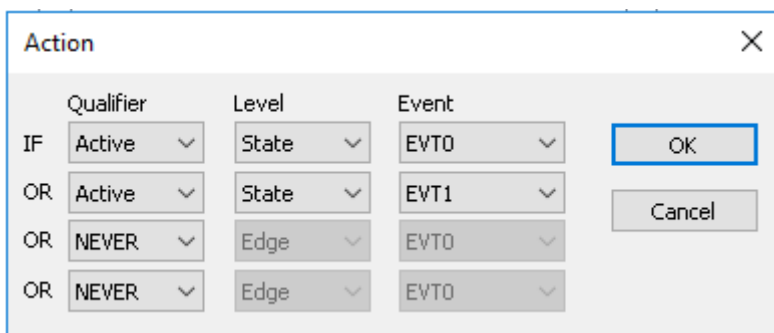 Action
Qualifier Level Event
IF Active State EVT0 OK
OR Active State EVT1 Cancel
OR NEVER Edge EVT0
OR NEVER Edge EVT0